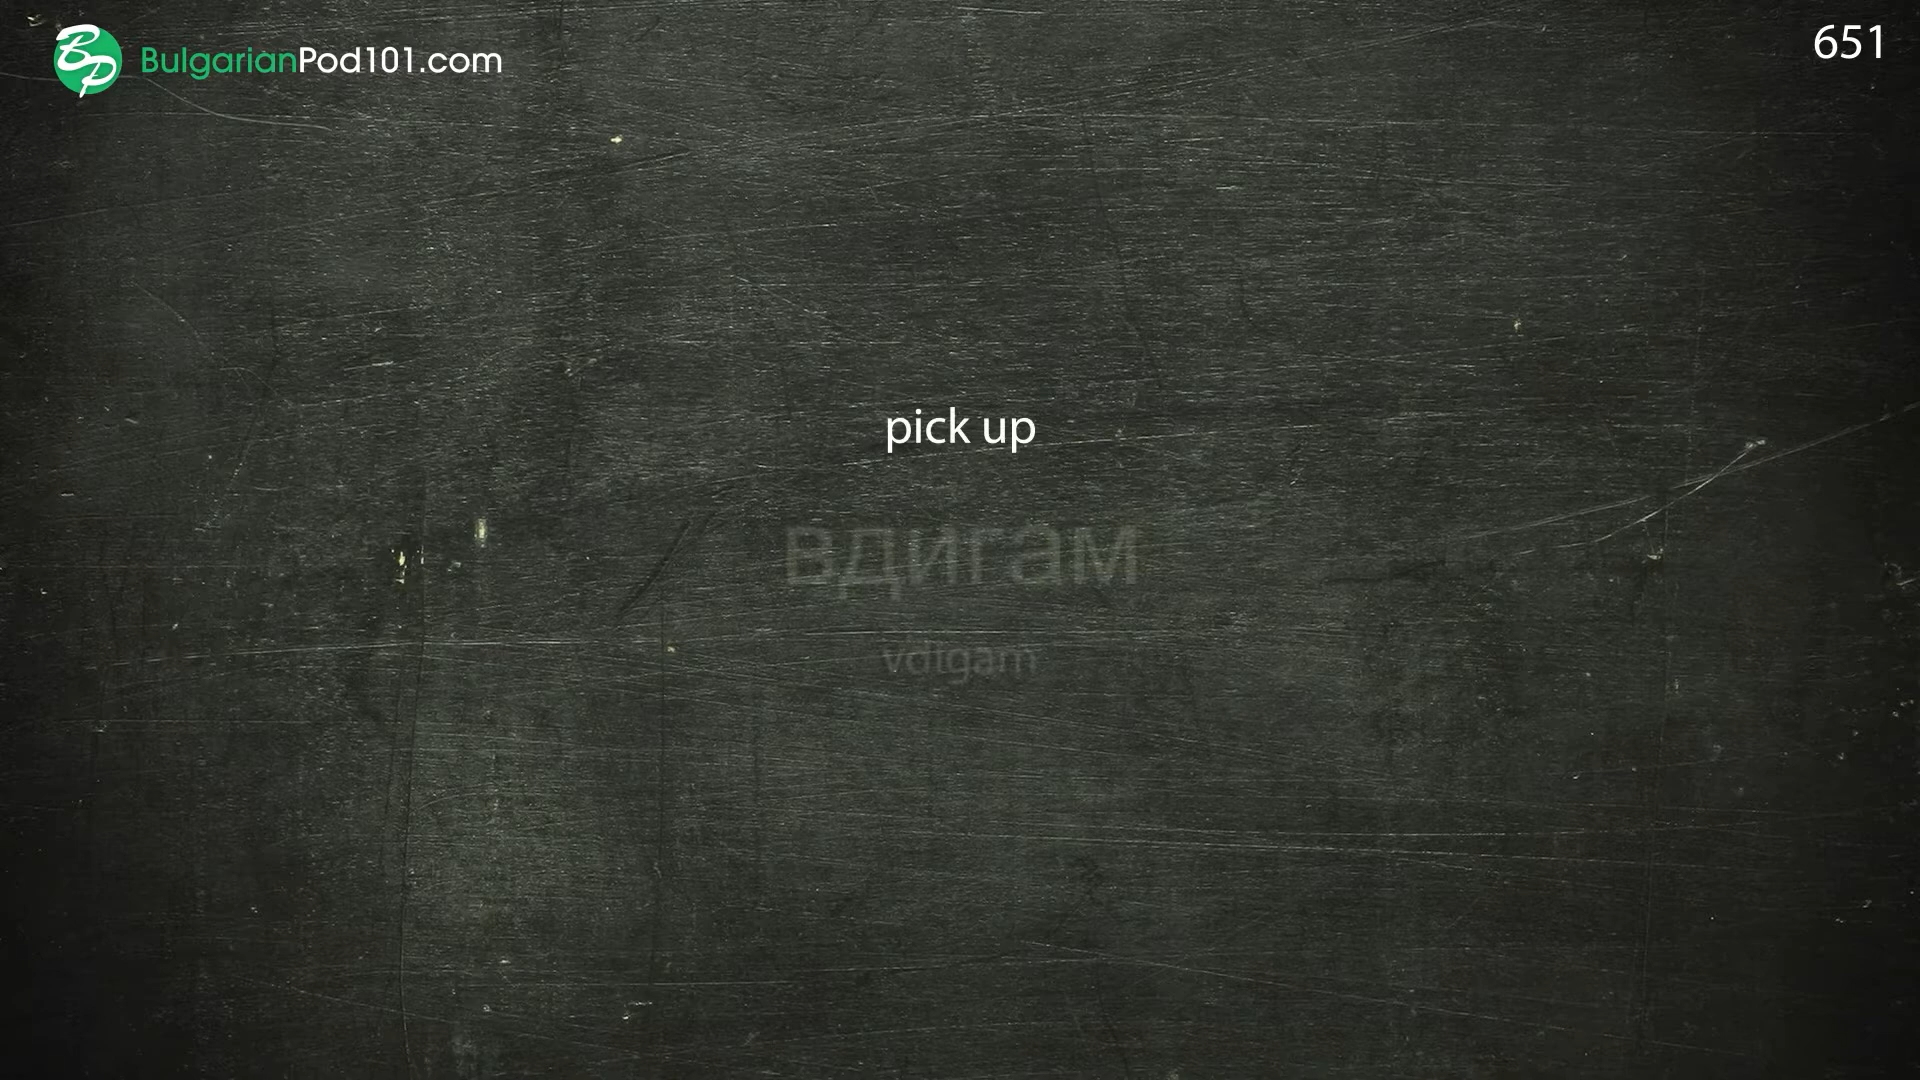 BulgarianPod101.com
651
pick up
вдигам
vdigam